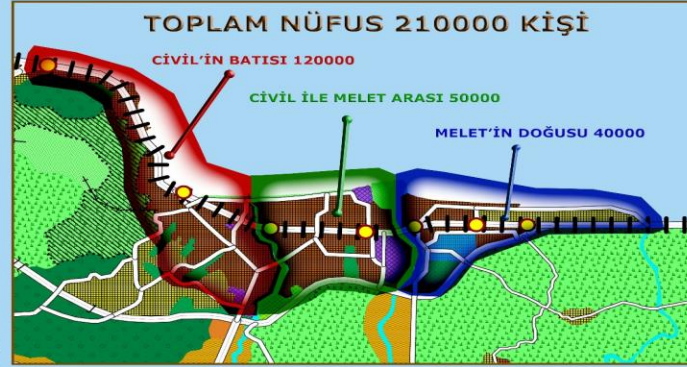 TOPLAM NÜFUS 210000 KİŞİ
CİVİL'İN BATISI 120000
CİVİL İLE MELET ARASI 50000
MELET'İN DOĞUSU 40000